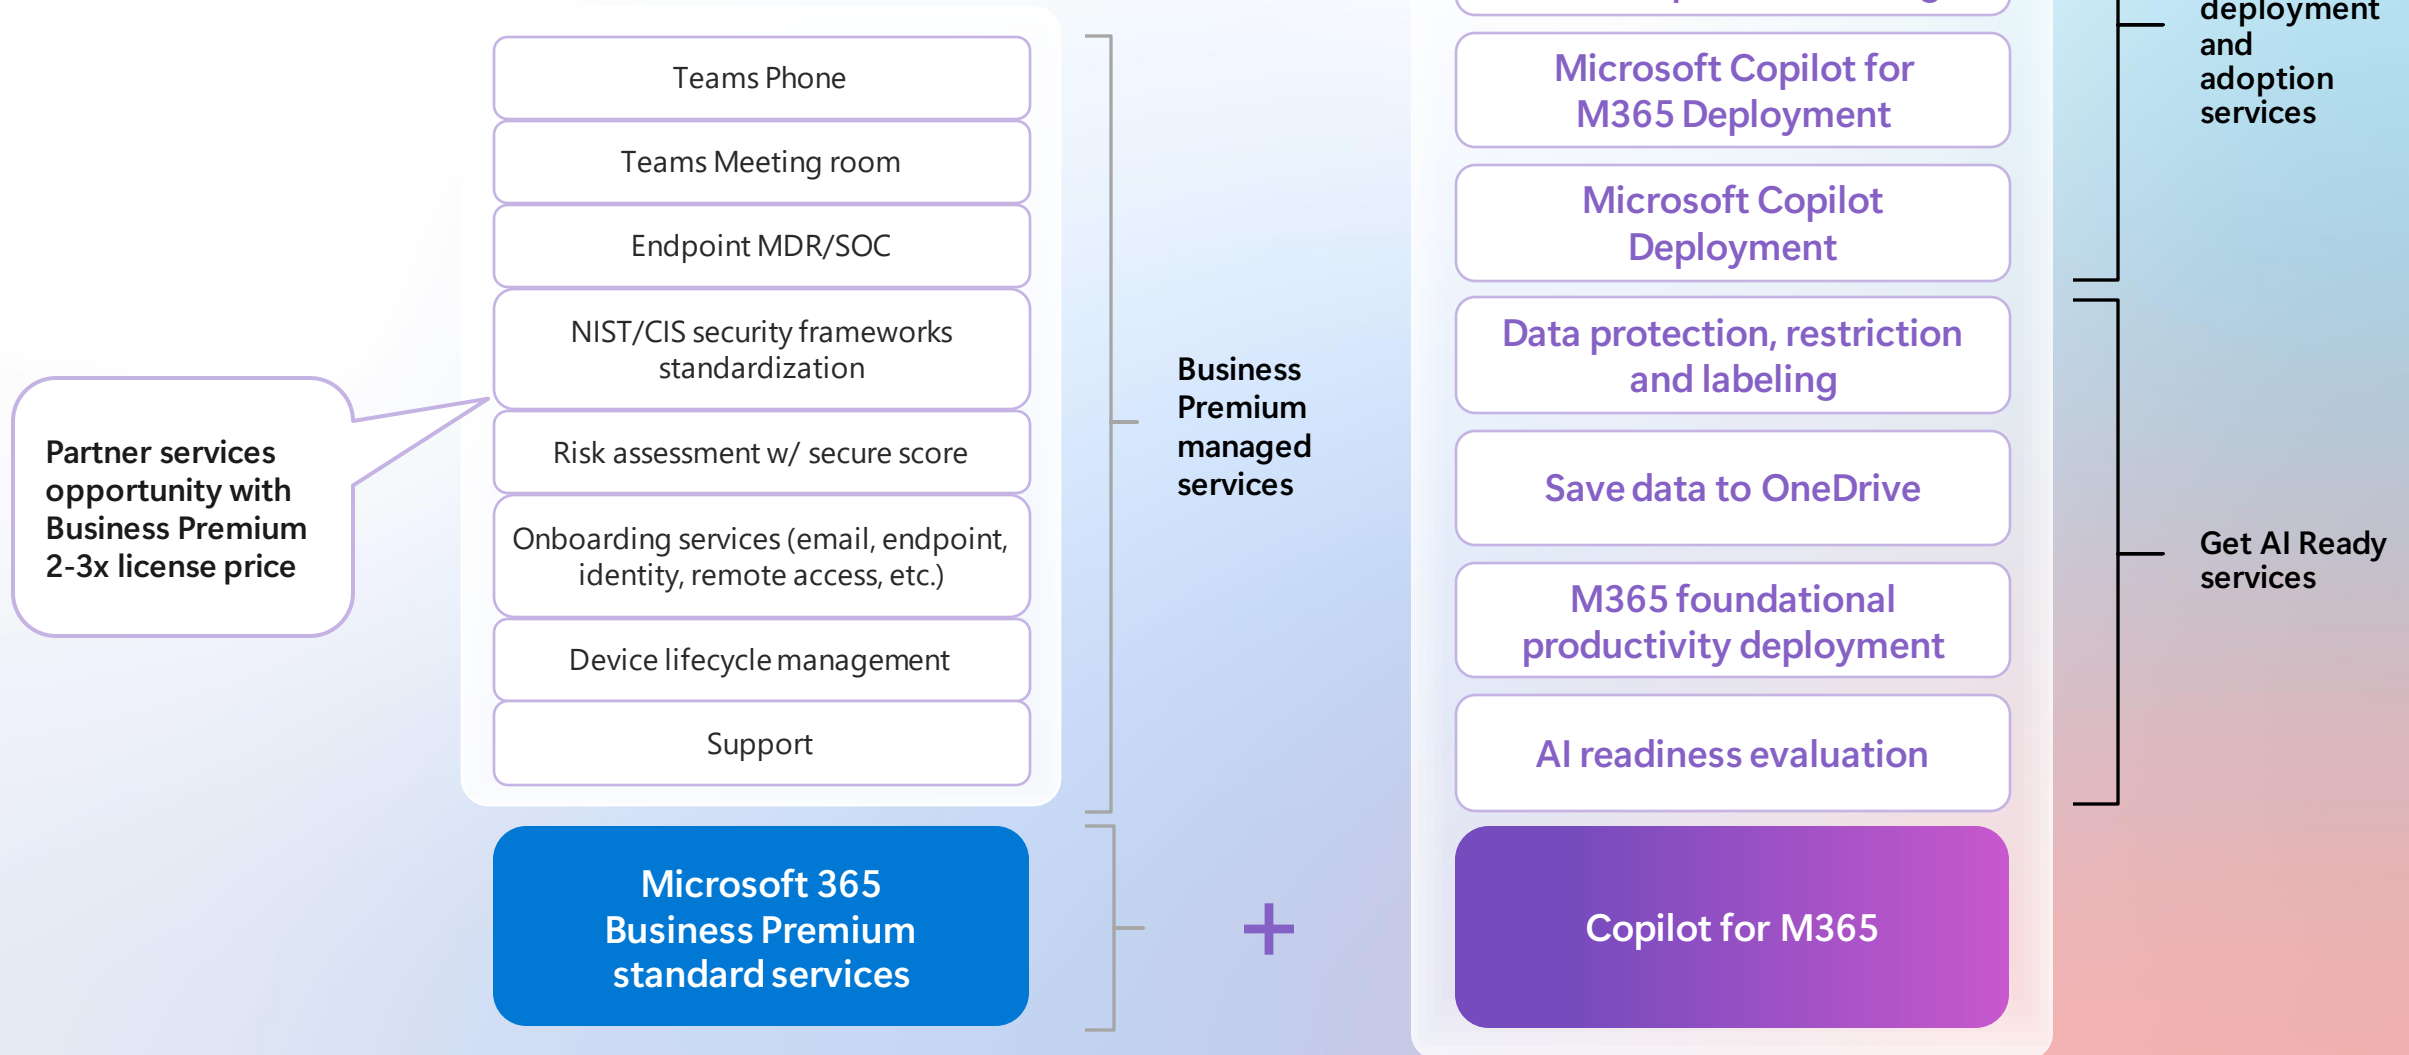 Partner services
opportunity with
Business Premium
2-3x license price
Teams Phone
Teams Meeting room
Endpoint MDR/SOC
NIST/CIS security frameworks
standardization
Risk assessment w/ secure score
Onboarding services (email, endpoint,
identity, remote access, etc.)
Device lifecycle management
Support
Microsoft 365
Business Premium
standard services
Business
Premium
managed
services
+
Microsoft Copilot for
M365 Deployment
Microsoft Copilot
Deployment
Data protection, restriction
and labeling
Save data to OneDrive
M365 foundational
productivity deployment
AI readiness evaluation
Copilot for M365
deployment
and
adoption
services
Get AI Ready
services